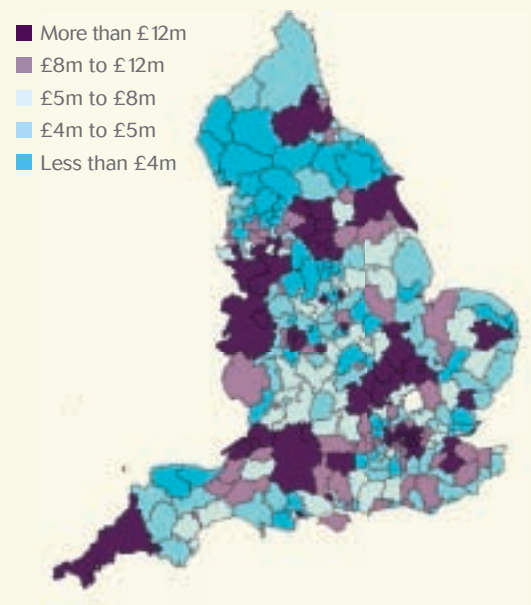 More than £12m
£8m to £12m
£5m to £8m
£4m to £5m
Less than £4m